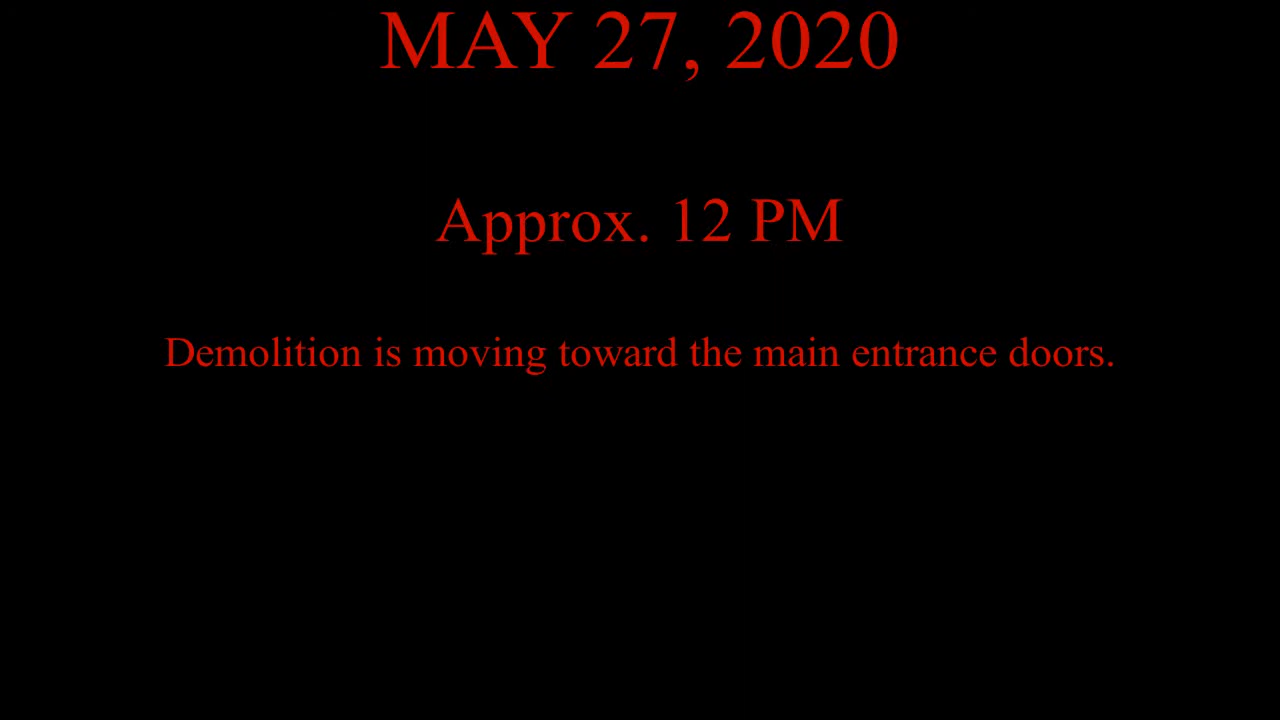 MAY 27, 2020
Approx. 12 PM
Demolition is moving toward the main entrance doors.